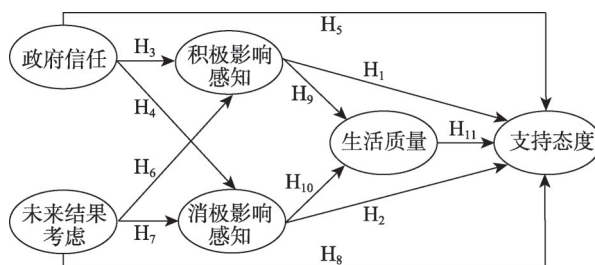 H₅
政府信任
H₃
积极影响
感知
H₁
H₄
H₉
H₆
生活质量
H₁₁
支持态度
H₁₀
未来结果
考虑
H₇
消极影响
感知
H₂
H₈